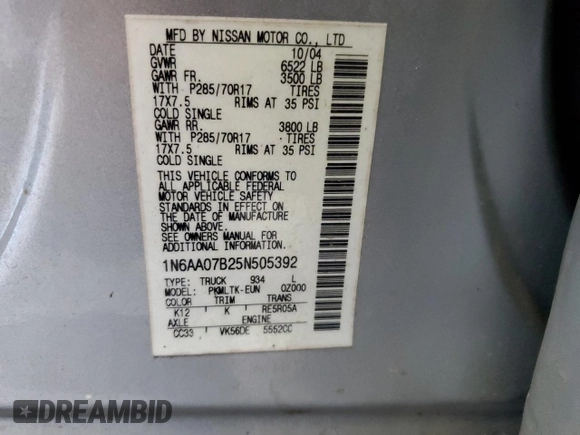 MFD BY NISSAN MOTOR CO., LTD
DATE 10/04
GVWR 6522 LB
GAWR FR. 3500 LB
WITH P285/70R17 TIRES
17X7.5 RIMS AT 35 PSI
COLD SINGLE
GAWR RR. 3800 LB
WITH P285/70R17 TIRES
17X7.5 RIMS AT 35 PSI
COLD SINGLE
THIS VEHICLE CONFORMS TO
ALL APPLICABLE FEDERAL
MOTOR VEHICLE SAFETY
STANDARDS IN EFFECT ON
THE DATE OF MANUFACTURE
SHOWN ABOVE.
SEE OWNERS MANUAL FOR
ADDITIONAL INFORMATION.
1N6AA07B25N505392
TYPE: TRUCK 934 L
MODEL: PKMLTK-EUN 0Z000
COLOR TRIM TRANS
K12 K RE5R05A
AXLE ENGINE
CC33 VK56DE 5552CC
DREAMBID